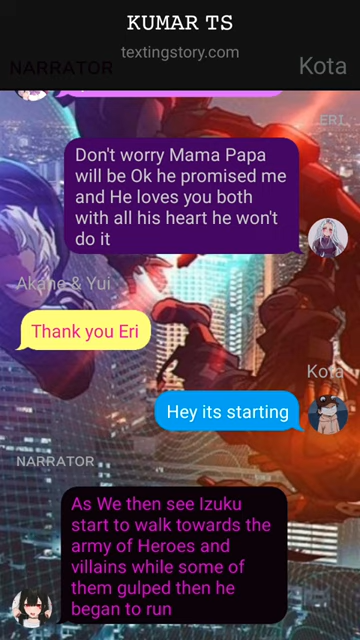 KUMAR TS
textingstory.com
NARRATOR
Kota
ERI
Don't worry Mama Papa
will be Ok he promised me
and He loves you both
with all his heart he won't
do it
Akane & Yui
Thank you Eri
Kota
Hey its starting
NARRATOR
As We then see Izuku
start to walk towards the
army of Heroes and
villains while some of
them gulped then he
began to run